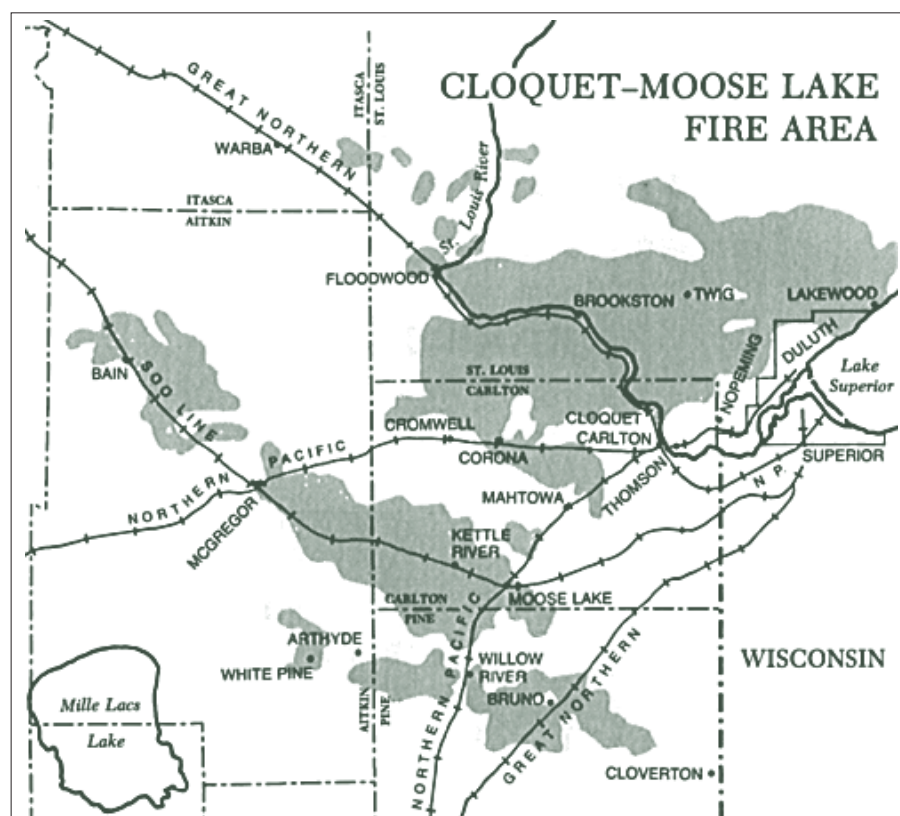 CLOQUET–MOOSE LAKE
FIRE AREA
GREAT NORTHERN
ITASCA
ST. LOUIS
WARBA
St. Louis River
ITASCA
AITKIN
FLOODWOOD
BROOKSTON
TWIG
LAKEWOOD
NOPEMING
DULUTH
Lake
Superior
BAIN
SOO LINE
ST. LOUIS
CARLTON
CLOQUET
CROMWELL
CARLTON
CORONA
SUPERIOR
NORTHERN PACIFIC
THOMSON
N. P.
MAHTOWA
MCGREGOR
KETTLE
RIVER
MOOSE LAKE
CARLTON
PINE
ARTHYDE
WHITE PINE
WILLOW
RIVER
BRUNO
WISCONSIN
Mille Lacs
Lake
AITKIN
PINE
NORTHERN PACIFIC
GREAT NORTHERN
CLOVERTON